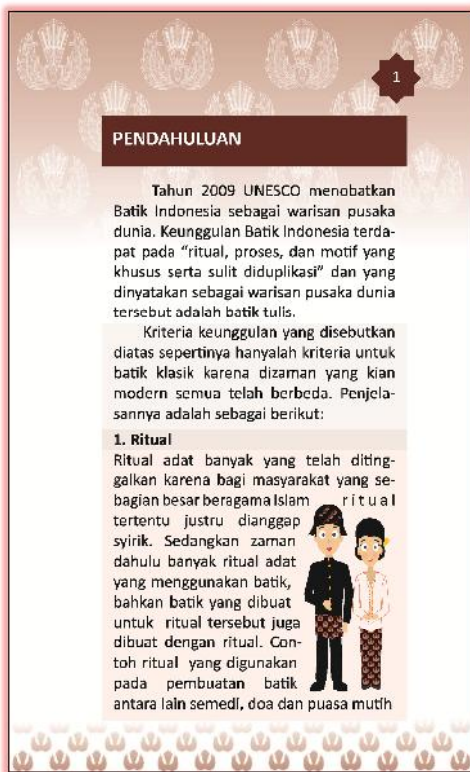 1
PENDAHULUAN
Tahun 2009 UNESCO menobatkan
Batik Indonesia sebagai warisan pusaka
dunia. Keunggulan Batik Indonesia terda-
pat pada “ritual, proses, dan motif yang
khusus serta sulit diduplikasi” dan yang
dinyatakan sebagai warisan pusaka dunia
tersebut adalah batik tulis.
Kriteria keunggulan yang disebutkan
diatas sepertinya hanyalah kriteria untuk
batik klasik karena dizaman yang kian
modern semua telah berbeda. Penjela-
sannya adalah sebagai berikut:
1. Ritual
Ritual adat banyak yang telah diting-
galkan karena bagi masyarakat yang se-
bagian besar beragama Islam ritual
tertentu justru dianggap
syirik. Sedangkan zaman
dahulu banyak ritual adat
yang menggunakan batik,
bahkan batik yang dibuat
untuk ritual tersebut juga
dibuat dengan ritual. Con-
toh ritual yang digunakan
pada pembuatan batik
antara lain semedi, doa dan puasa mutih